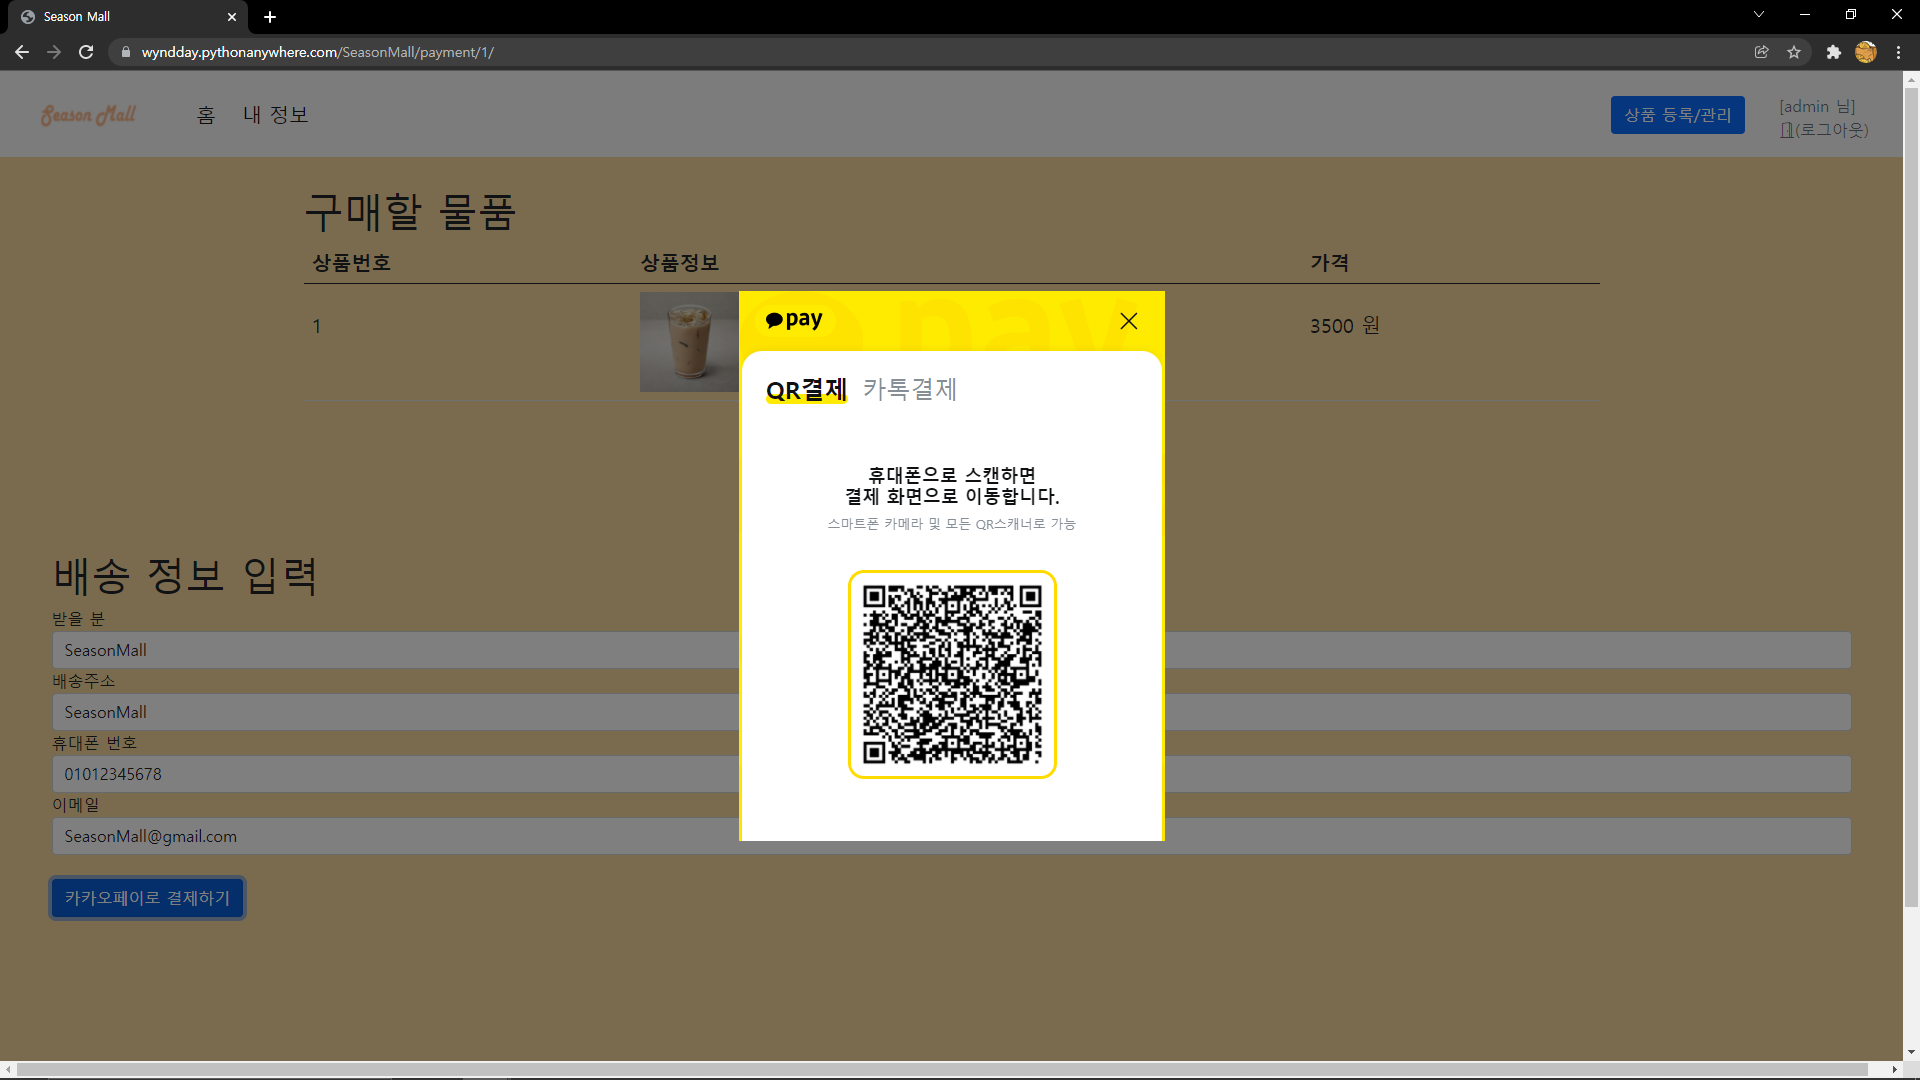 Season Mall
wyndday.pythonanywhere.com/SeasonMall/payment/1/
Season Mall
홈
내 정보
상품 등록/관리
[admin 님]
(로그아웃)
구매할 물품
상품번호
상품정보
가격
1
3500 원
pay
pay
QR결제
카톡결제
휴대폰으로 스캔하면
결제 화면으로 이동합니다.
스마트폰 카메라 및 모든 QR스캐너로 가능
배송 정보 입력
받을 분
SeasonMall
배송주소
SeasonMall
휴대폰 번호
01012345678
이메일
SeasonMall@gmail.com
카카오페이로 결제하기